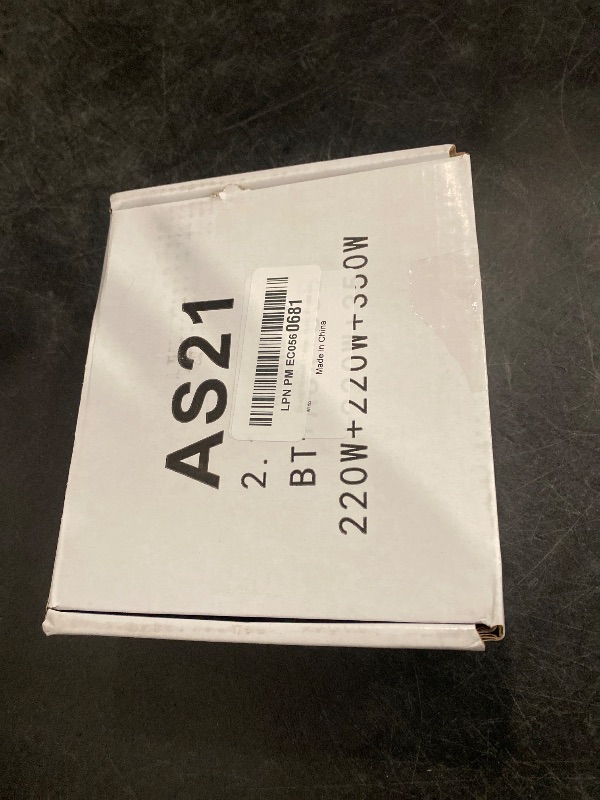 AS21
2.
BT
220W+220W+350W
LPN PM EC0560681
Made in China